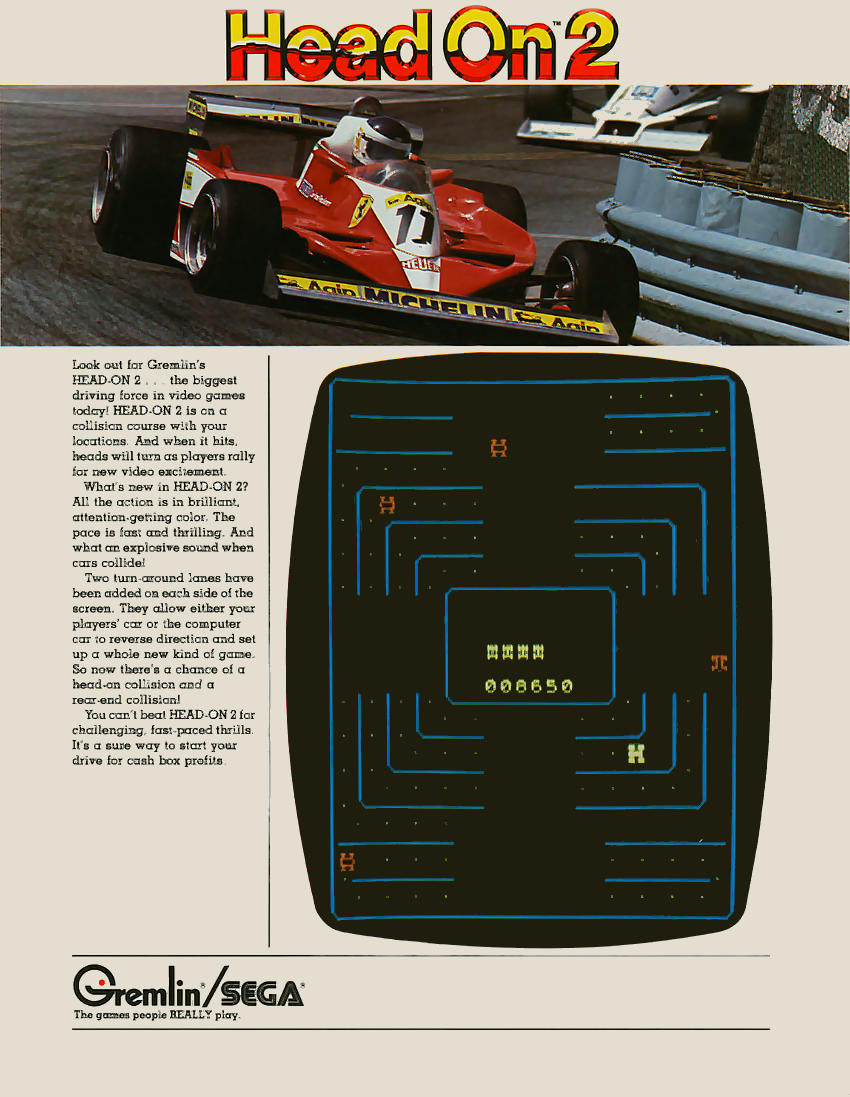 Head On™ 2
MICHELIN
Agip
11
HEUER
Agip MICHELIN Agip
Look out for Gremlin's
HEAD-ON 2 . . . the biggest
driving force in video games
today! HEAD-ON 2 is on a
collision course with your
locations. And when it hits,
heads will turn as players rally
for new video excitement.
What's new in HEAD-ON 2?
All the action is in brilliant,
attention-getting color. The
pace is fast and thrilling. And
what an explosive sound when
cars collide!
Two turn-around lanes have
been added on each side of the
screen. They allow either your
players' car or the computer
car to reverse direction and set
up a whole new kind of game.
So now there's a chance of a
head-on collision and a
rear-end collision!
You can't beat HEAD-ON 2 for
challenging, fast-paced thrills.
It's a sure way to start your
drive for cash box profits.
008650
Gremlin®/SEGA®
The games people REALLY play.